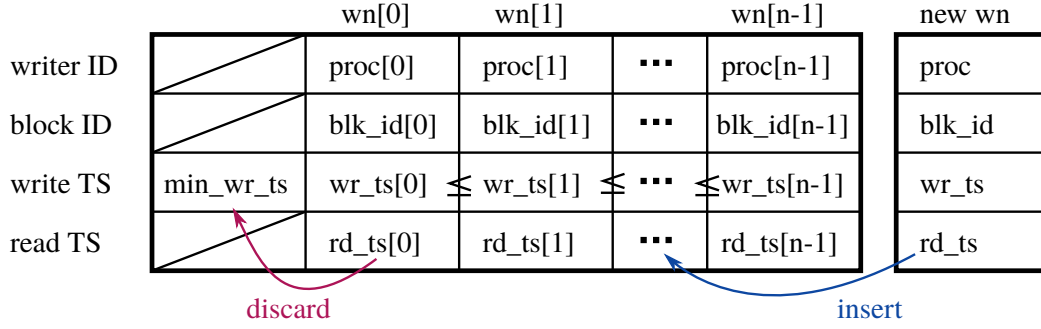 wn[0] wn[1] wn[n-1] new wn
writer ID proc[0] proc[1] ··· proc[n-1] proc
block ID blk_id[0] blk_id[1] ··· blk_id[n-1] blk_id
write TS min_wr_ts wr_ts[0] ≤ wr_ts[1] ≤ ··· ≤ wr_ts[n-1] wr_ts
read TS rd_ts[0] rd_ts[1] ··· rd_ts[n-1] rd_ts
discard insert